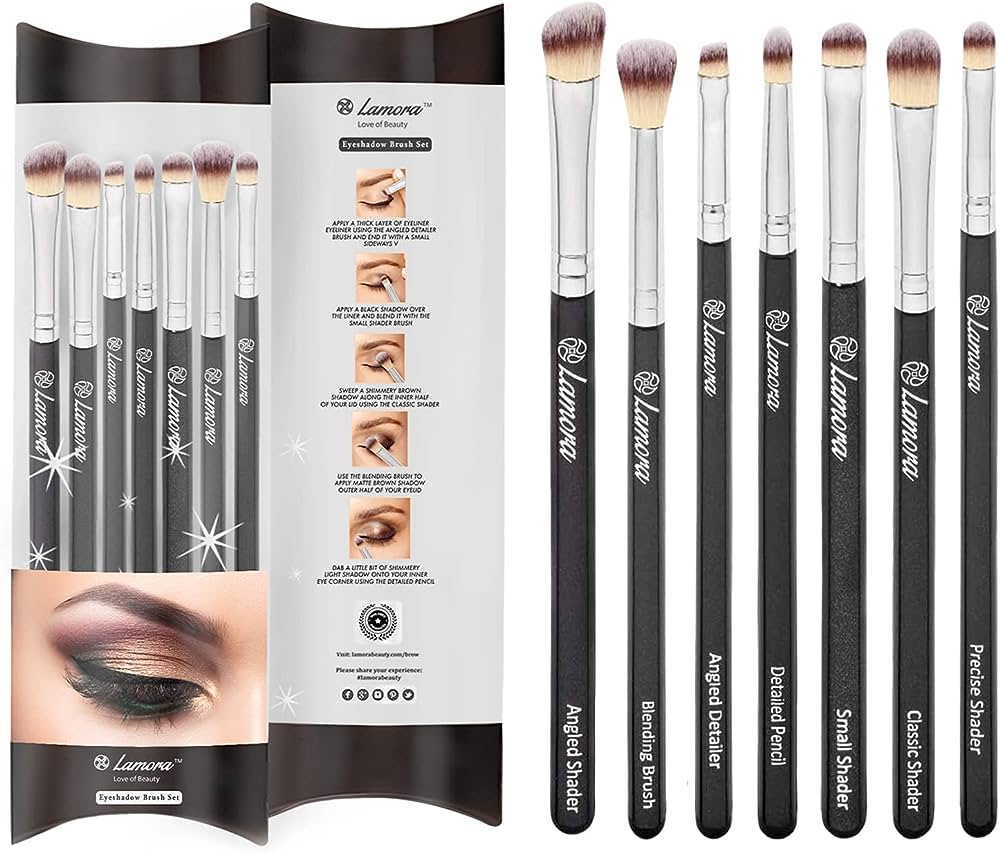 Lamora
Lamora
Lamora
Lamora
Lamora
Lamora
Lamora
Lamora™
Love of Beauty
Eyeshadow Brush Set
Lamora™
Love of Beauty
Eyeshadow Brush Set
APPLY A THICK LAYER OF EYELINER
EYELINER USING THE ANGLED DETAILER
BRUSH AND END IT WITH A SMALL
SIDEWAYS V
APPLY A BLACK SHADOW OVER
THE LINER AND BLEND IT WITH THE
SMALL SHADER BRUSH
SWEEP A SHIMMERY BROWN
SHADOW ALONG THE INNER HALF
OF YOUR LID USING THE CLASSIC SHADER
USE THE BLENDING BRUSH TO
APPLY MATTE BROWN SHADOW
OUTER HALF OF YOUR EYELID
DAB A LITTLE BIT OF SHIMMERY
LIGHT SHADOW ONTO YOUR INNER
EYE CORNER USING THE DETAILED PENCIL
Visit: lamorabeauty.com/brow
Please share your experience:
#lamorabeauty
Lamora
Angled Shader
Lamora
Blending Brush
Lamora
Angled Detailer
Lamora
Detailed Pencil
Lamora
Small Shader
Lamora
Classic Shader
Lamora
Precise Shader